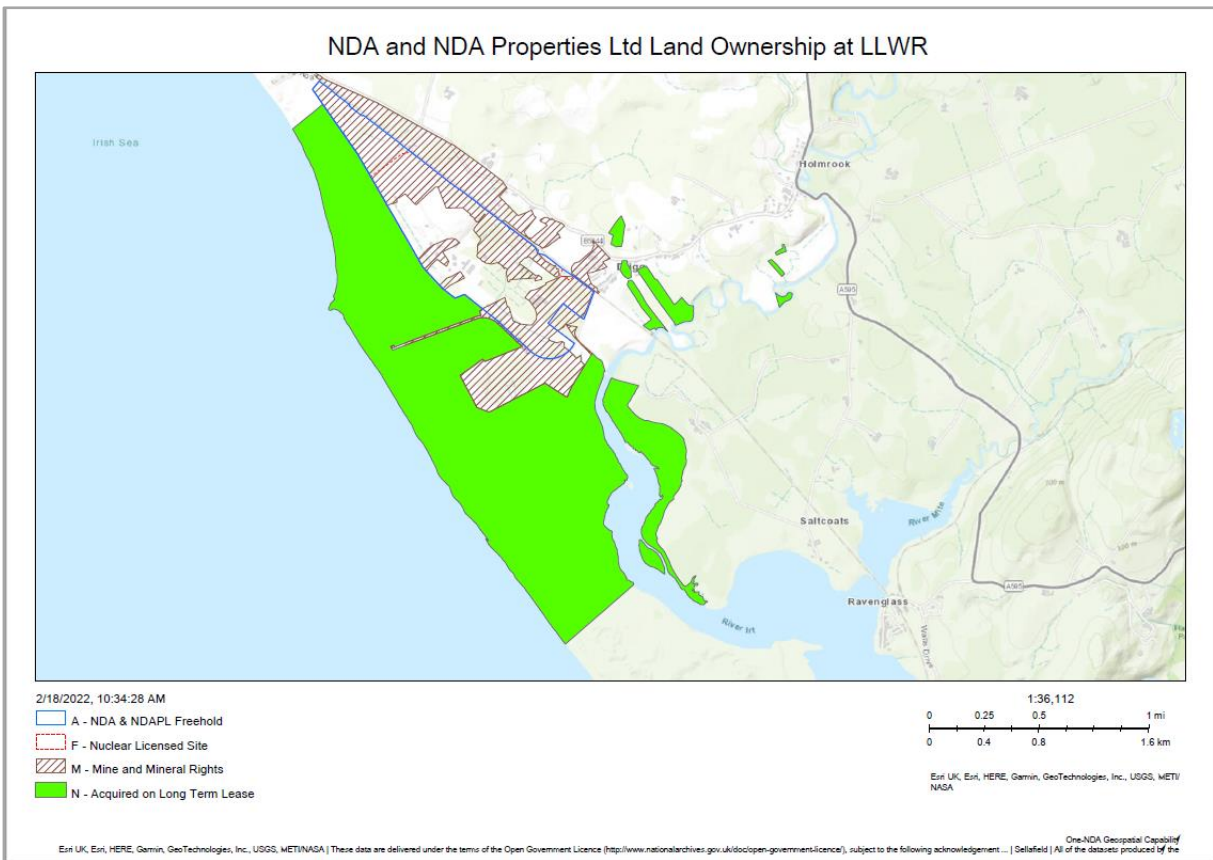 NDA and NDA Properties Ltd Land Ownership at LLWR
Irish Sea
Holmrook
A595
Saltcoats
River Mite
100 m
A595
Ravenglass
River Irt
2/18/2022, 10:34:28 AM
A - NDA & NDAPL Freehold
F - Nuclear Licensed Site
M - Mine and Mineral Rights
N - Acquired on Long Term Lease
1:36,112
0 0.25 0.5 1 mi
0 0.4 0.8 1.6 km
Esri UK, Esri, HERE, Garmin, GeoTechnologies, Inc., USGS, METI/
NASA
One-NDA Geospatial Capability
Esri UK, Esri, HERE, Garmin, GeoTechnologies, Inc., USGS, METI/NASA | These data are delivered under the terms of the Open Government Licence (http://www.nationalarchives.gov.uk/doc/open-government-licence/), subject to the following acknowledgement ... | Sellafield | All of the datasets produced by the